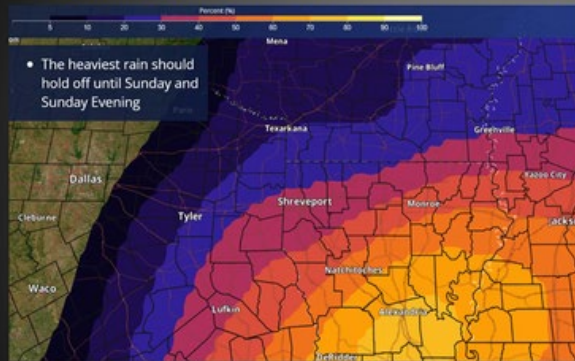 Percent (%)
5 10 20 30 40 50 60 70 80 90 100
Mena
• The heaviest rain should
hold off until Sunday and
Sunday Evening
Pine Bluff
Paris
Texarkana
Greenville
Dallas
Yazoo City
Cleburne
Tyler
Shreveport
Monroe
Jacks
Natchitoches
Waco
Lufkin
Alexandria
DeRidder